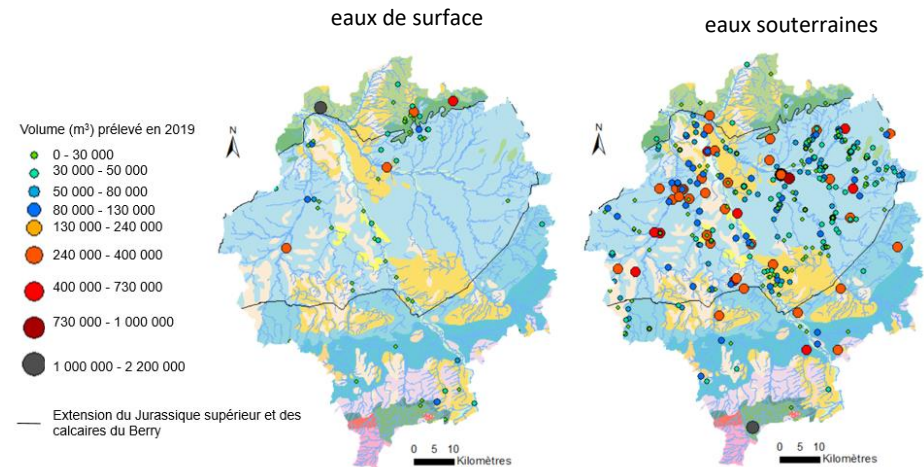 eaux de surface
eaux souterraines
Volume (m³) prélevé en 2019
0 - 30 000
30 000 - 50 000
50 000 - 80 000
80 000 - 130 000
130 000 - 240 000
240 000 - 400 000
400 000 - 730 000
730 000 - 1 000 000
1 000 000 - 2 200 000
Extension du Jurassique supérieur et des
calcaires du Berry
N
0 5 10
Kilomètres
N
0 5 10
Kilomètres